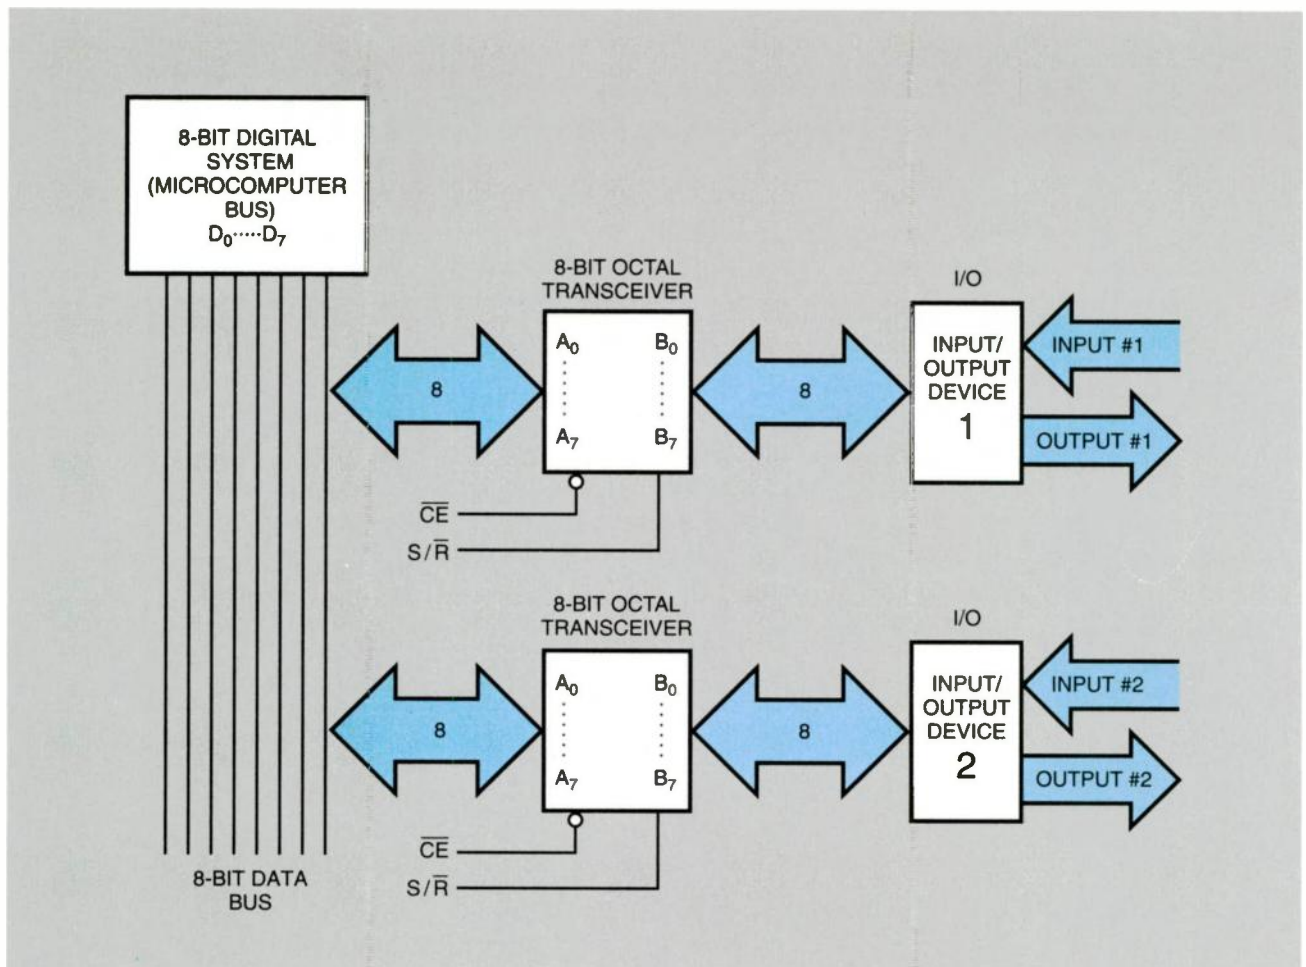 8-BIT DIGITAL
SYSTEM
(MICROCOMPUTER
BUS)
D₀·····D₇
8-BIT OCTAL
TRANSCEIVER
I/O
8
A₀
B₀
A₇
B₇
8
INPUT/
OUTPUT
DEVICE
1
INPUT #1
OUTPUT #1
C̅E̅
S/R̅
8-BIT OCTAL
TRANSCEIVER
I/O
8
A₀
B₀
A₇
B₇
8
INPUT/
OUTPUT
DEVICE
2
INPUT #2
OUTPUT #2
C̅E̅
S/R̅
8-BIT DATA
BUS